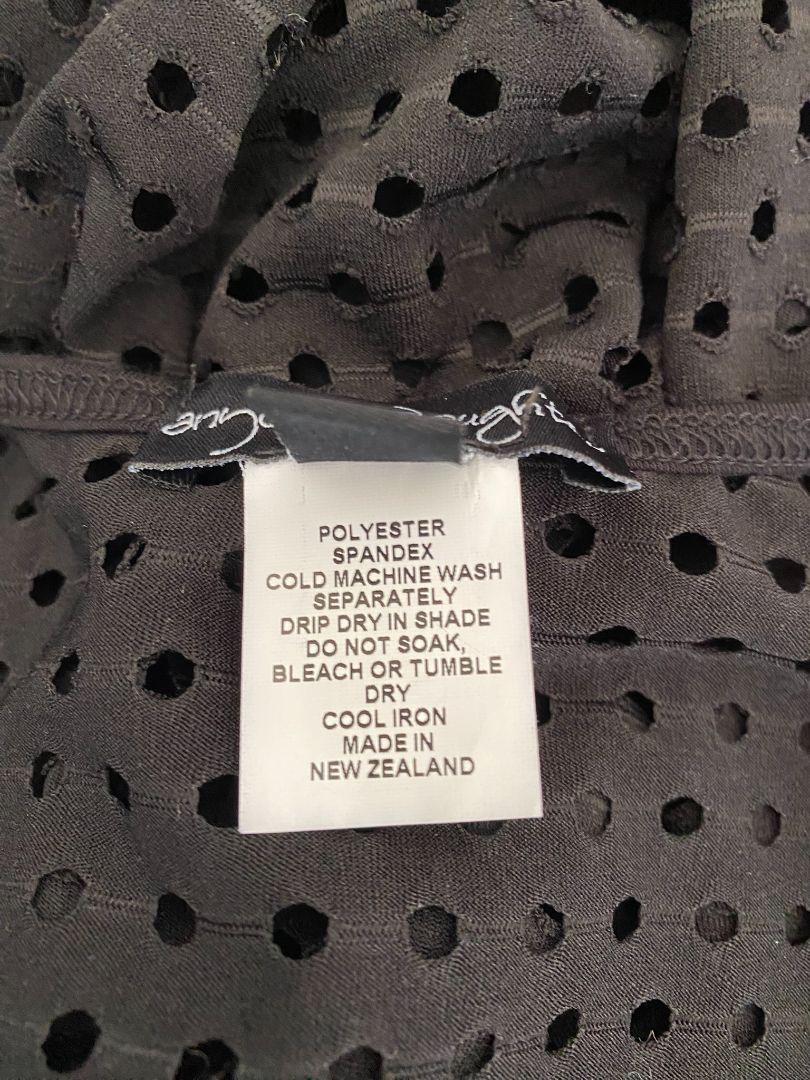 POLYESTER
SPANDEX
COLD MACHINE WASH
SEPARATELY
DRIP DRY IN SHADE
DO NOT SOAK,
BLEACH OR TUMBLE
DRY
COOL IRON
MADE IN
NEW ZEALAND